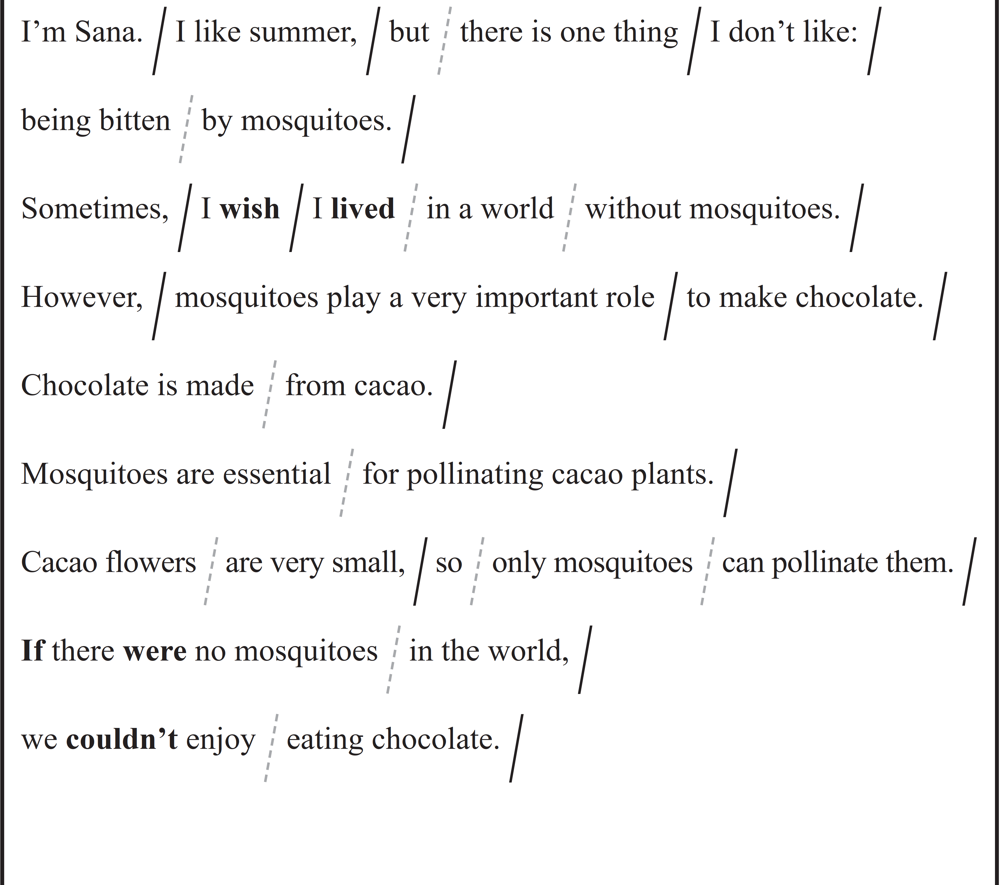 I’m Sana. / I like summer, / but / there is one thing / I don’t like: /
being bitten / by mosquitoes. /
Sometimes, / I wish / I lived / in a world / without mosquitoes. /
However, / mosquitoes play a very important role / to make chocolate. /
Chocolate is made / from cacao. /
Mosquitoes are essential / for pollinating cacao plants. /
Cacao flowers / are very small, / so / only mosquitoes / can pollinate them. /
If there were no mosquitoes / in the world, /
we couldn’t enjoy / eating chocolate. /